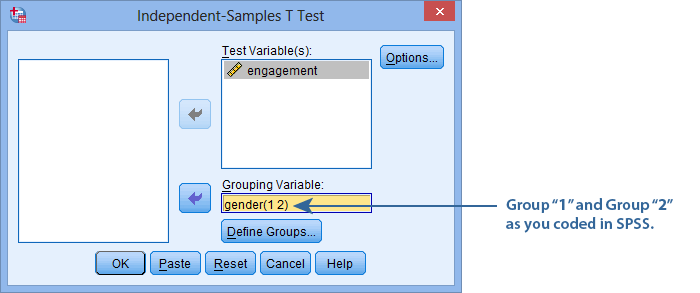 Independent-Samples T Test
Test Variable(s):
engagement
Options...
Grouping Variable:
gender(1 2)
Define Groups...
OK
Paste
Reset
Cancel
Help
Group “1” and Group “2”
as you coded in SPSS.